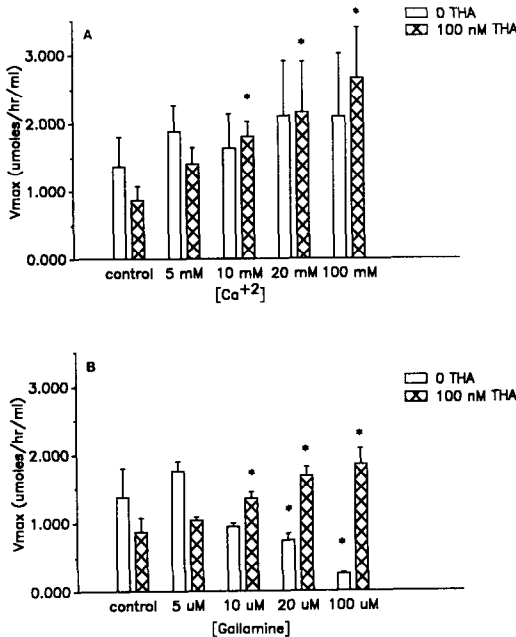 A
0 THA
100 nM THA
3.000
2.000
1.000
0.000
Vmax (umoles/hr/ml)
* * *
control 5 mM 10 mM 20 mM 100 mM
[Ca+2]
B
0 THA
100 nM THA
3.000
2.000
1.000
0.000
Vmax (umoles/hr/ml)
* * * * *
control 5 uM 10 uM 20 uM 100 uM
[Gallamine]